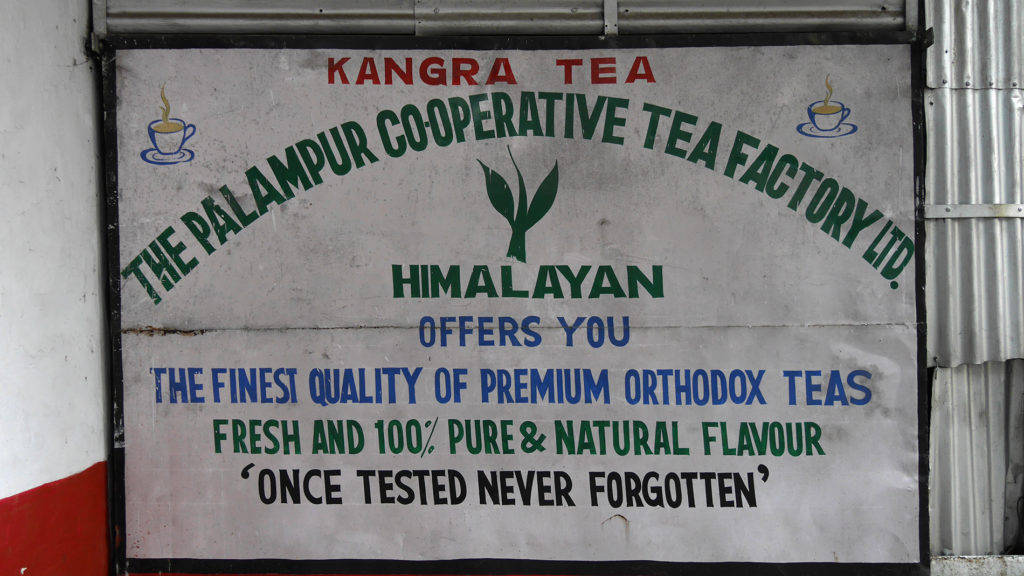 KANGRA TEA
THE PALAMPUR CO-OPERATIVE TEA FACTORY LTD.
HIMALAYAN
OFFERS YOU
THE FINEST QUALITY OF PREMIUM ORTHODOX TEAS
FRESH AND 100% PURE & NATURAL FLAVOUR
‘ONCE TESTED NEVER FORGOTTEN’